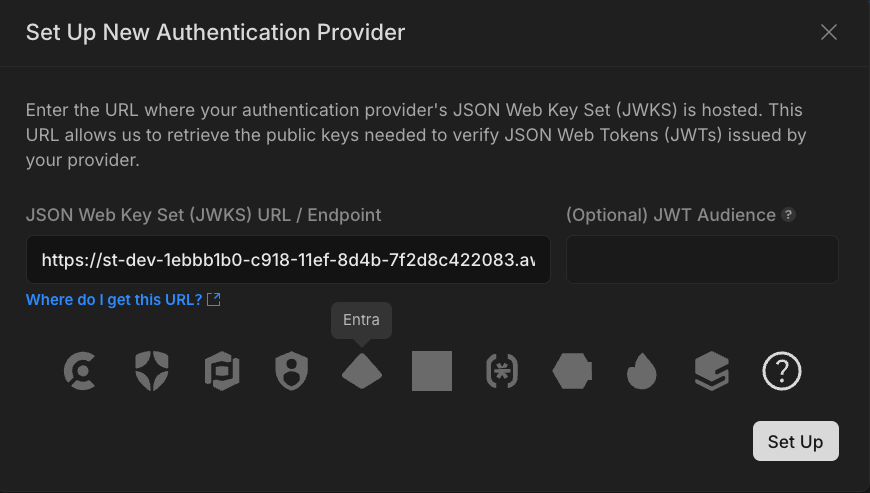 Set Up New Authentication Provider
Enter the URL where your authentication provider's JSON Web Key Set (JWKS) is hosted. This
URL allows us to retrieve the public keys needed to verify JSON Web Tokens (JWTs) issued by
your provider.
JSON Web Key Set (JWKS) URL / Endpoint
(Optional) JWT Audience ?
https://st-dev-1ebbb1b0-c918-11ef-8d4b-7f2d8c422083.av
Where do I get this URL?
Entra
?
Set Up